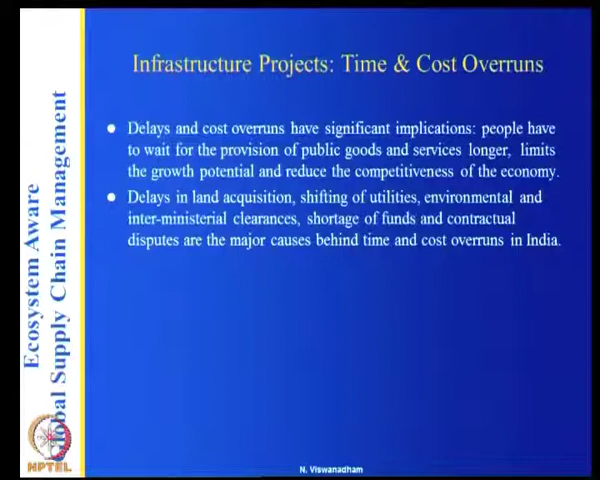 Infrastructure Projects: Time & Cost Overruns
Delays and cost overruns have significant implications: people have
to wait for the provision of public goods and services longer, limits
the growth potential and reduce the competitiveness of the economy.
Delays in land acquisition, shifting of utilities, environmental and
inter-ministerial clearances, shortage of funds and contractual
disputes are the major causes behind time and cost overruns in India.
Ecosystem Aware
Global Supply Chain Management
NPTEL
N. Viswanadham